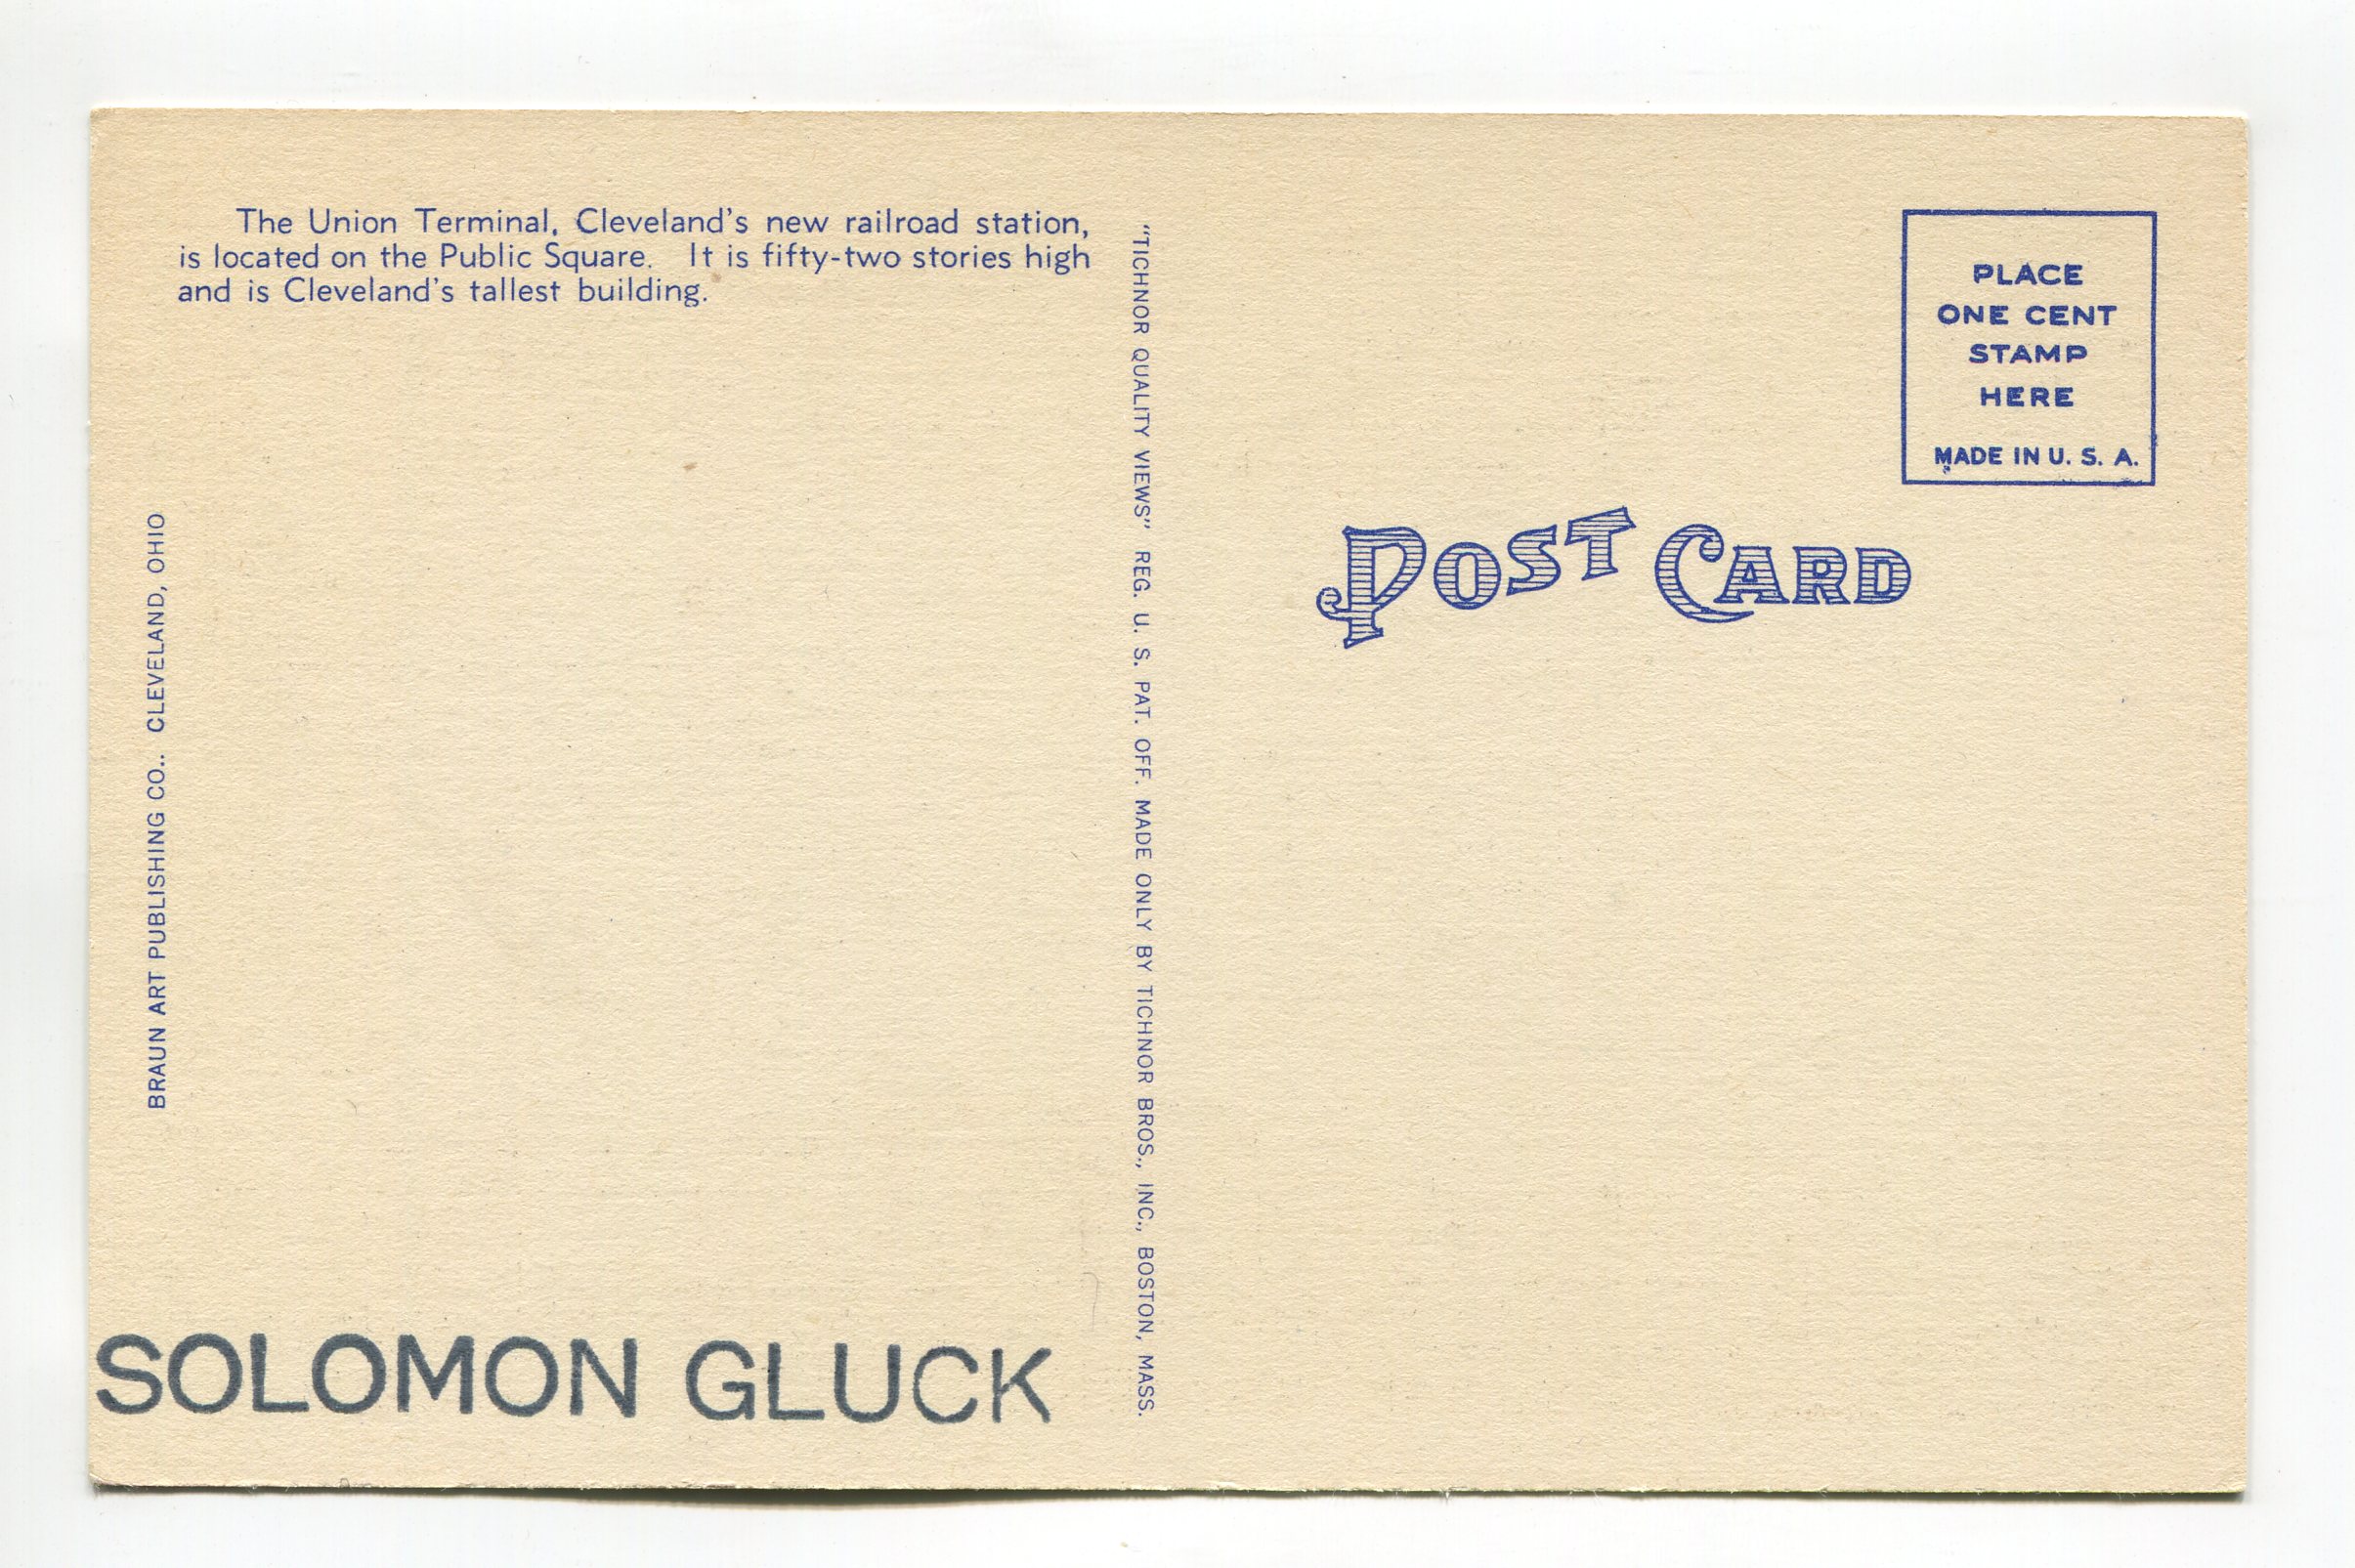 The Union Terminal, Cleveland's new railroad station,
is located on the Public Square. It is fifty-two stories high
and is Cleveland's tallest building.
BRAUN ART PUBLISHING CO.. CLEVELAND, OHIO
SOLOMON GLUCK
"TICHNOR QUALITY VIEWS" REG. U. S. PAT. OFF. MADE ONLY BY TICHNOR BROS., INC., BOSTON, MASS.
PLACE
ONE CENT
STAMP
HERE
MADE IN U. S. A.
POST CARD